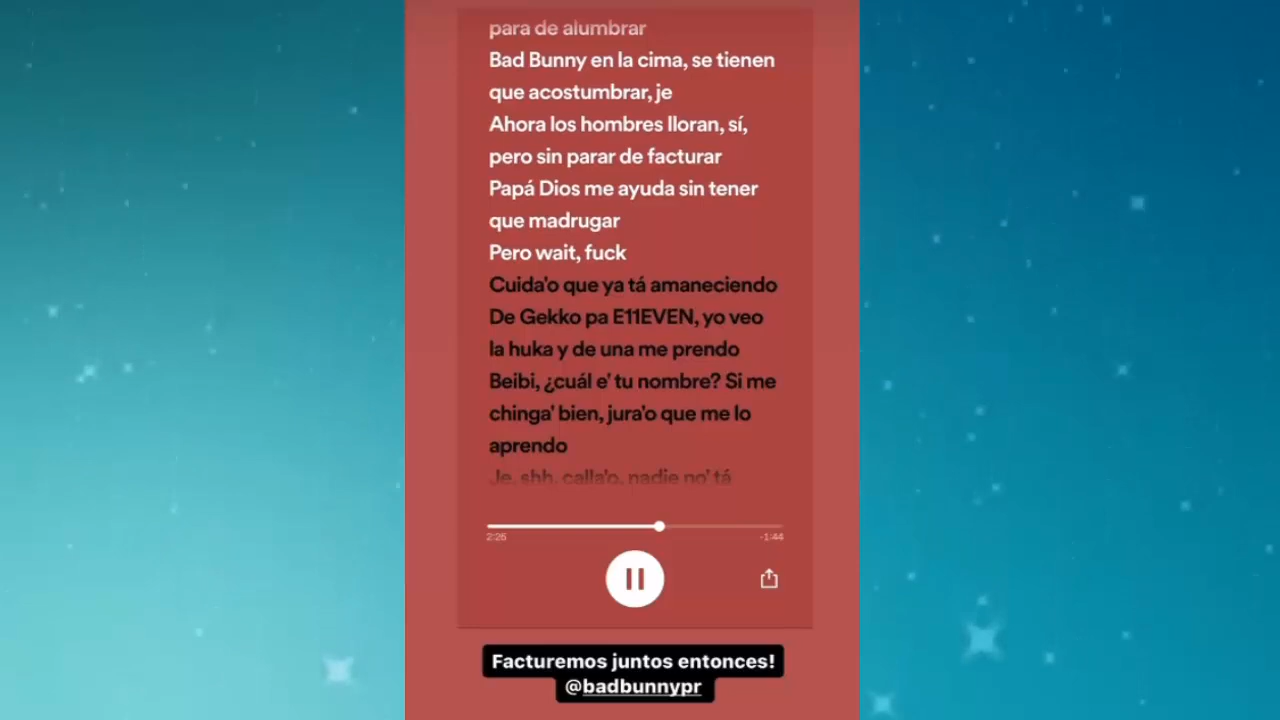 para de alumbrar
Bad Bunny en la cima, se tienen
que acostumbrar, je
Ahora los hombres lloran, sí,
pero sin parar de facturar
Papá Dios me ayuda sin tener
que madrugar
Pero wait, fuck
Cuida'o que ya tá amaneciendo
De Gekko pa E11EVEN, yo veo
la huka y de una me prendo
Beibi, ¿cuál e' tu nombre? Si me
chinga' bien, jura'o que me lo
aprendo
Je, shh, calla'o, nadie no' tá
2:26 -1:44
Facturemos juntos entonces!
@badbunnypr